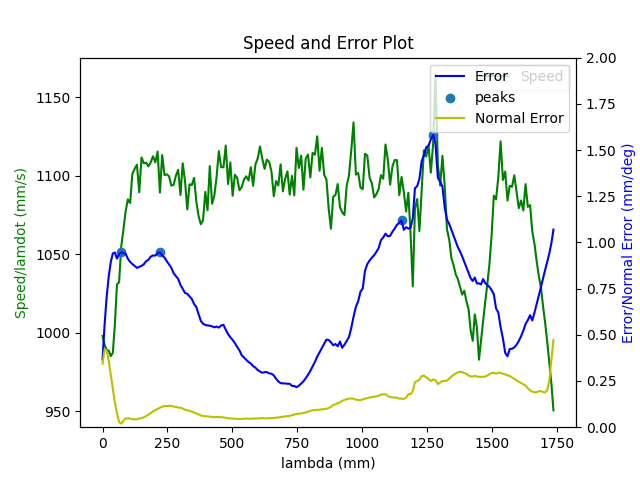 Speed and Error Plot
Error
Speed
peaks
Normal Error
Speed/lamdot (mm/s)
1150
1100
1050
1000
950
2.00
1.75
1.50
1.25
1.00
0.75
0.50
0.25
0.00
Error/Normal Error (mm/deg)
0 250 500 750 1000 1250 1500 1750
lambda (mm)